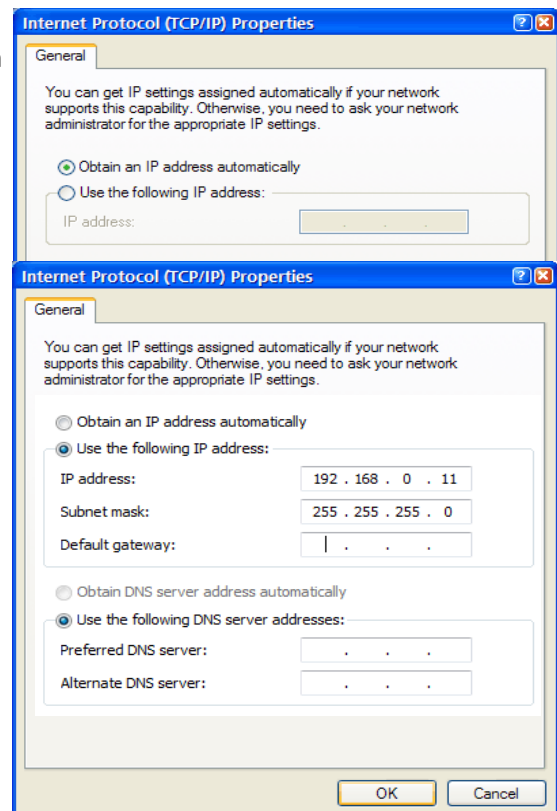 Internet Protocol (TCP/IP) Properties
General
You can get IP settings assigned automatically if your network
supports this capability. Otherwise, you need to ask your network
administrator for the appropriate IP settings.
Obtain an IP address automatically
Use the following IP address:
IP address:
Internet Protocol (TCP/IP) Properties
General
You can get IP settings assigned automatically if your network
supports this capability. Otherwise, you need to ask your network
administrator for the appropriate IP settings.
Obtain an IP address automatically
Use the following IP address:
IP address: 192 . 168 . 0 . 11
Subnet mask: 255 . 255 . 255 . 0
Default gateway: . . .
Obtain DNS server address automatically
Use the following DNS server addresses:
Preferred DNS server: . . .
Alternate DNS server: . . .
OK Cancel